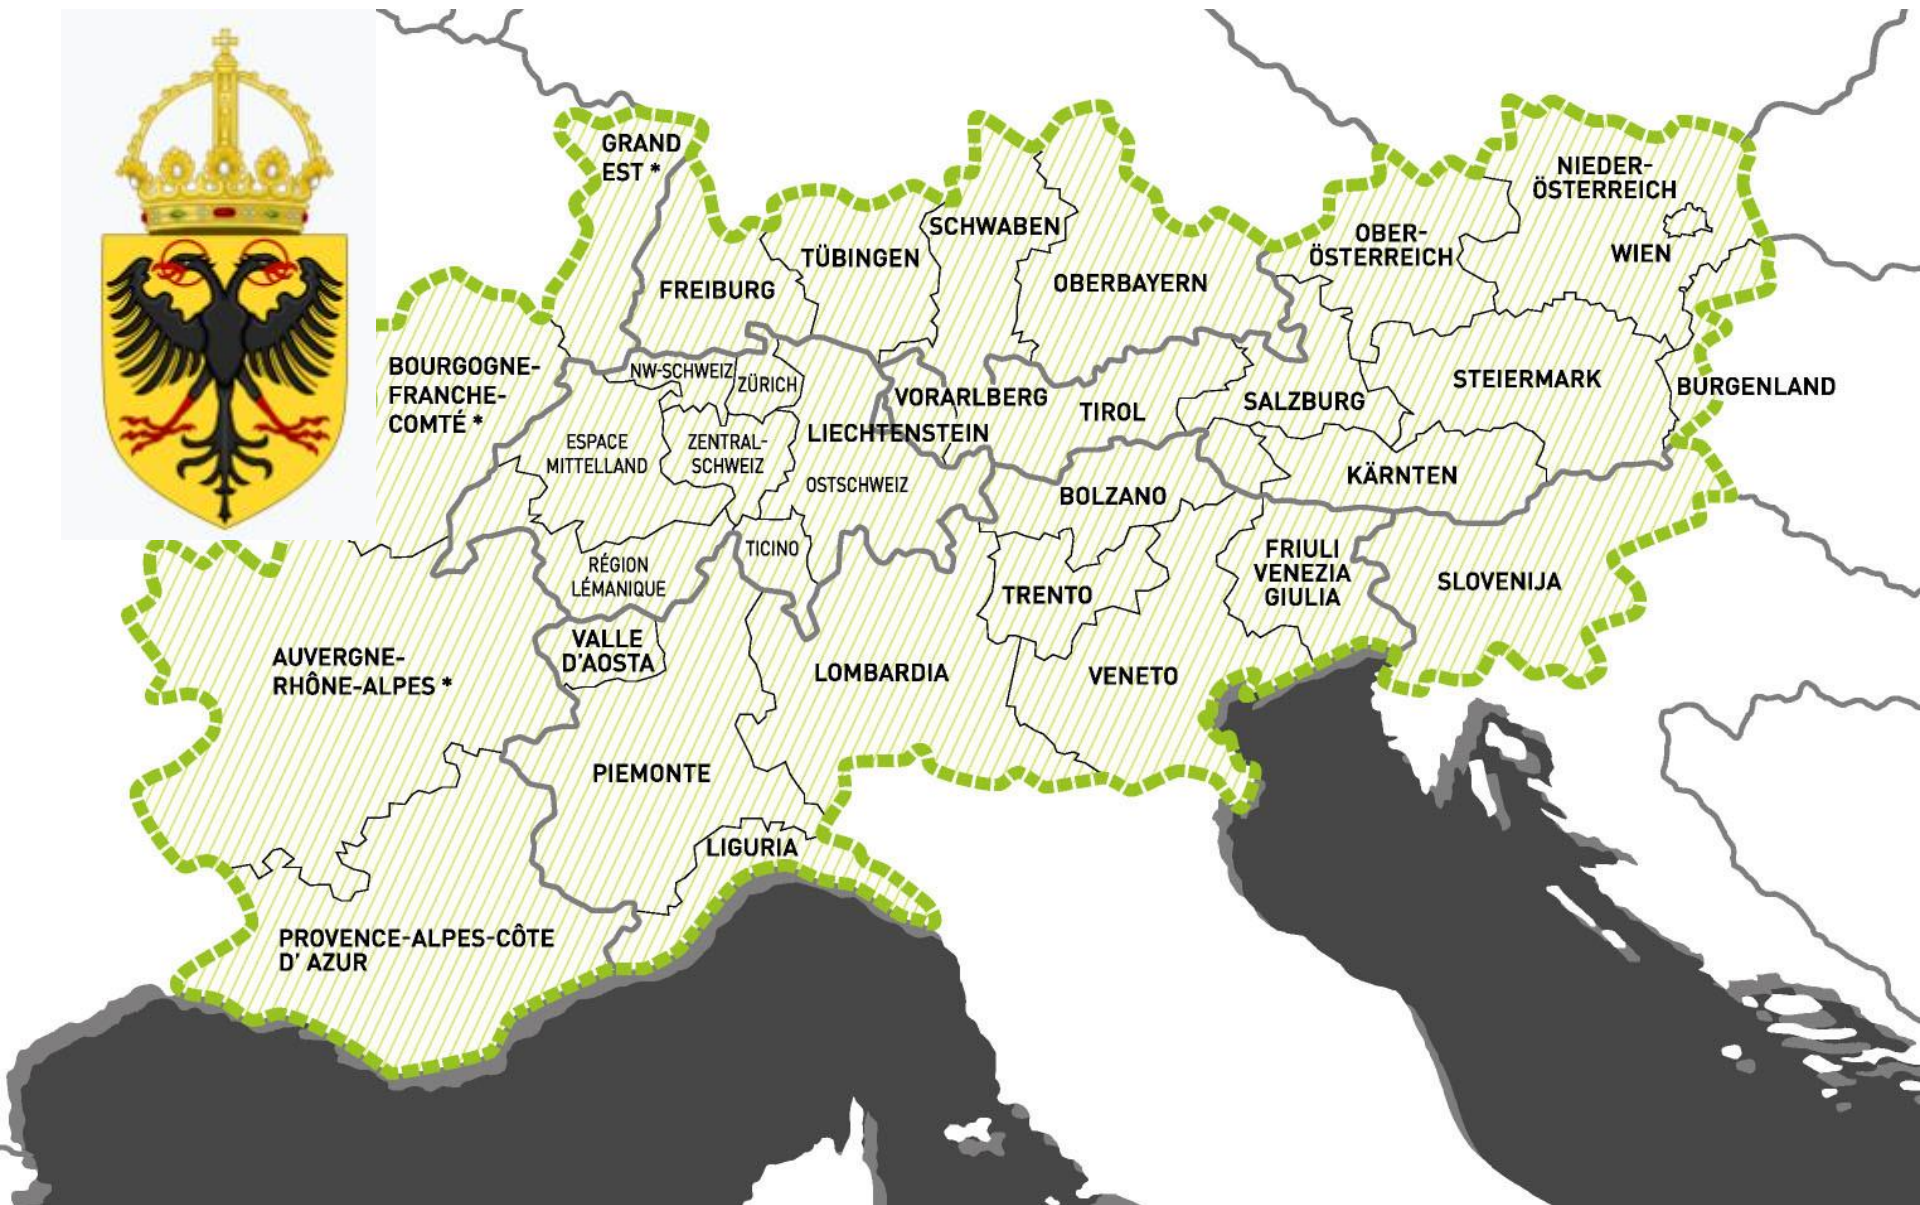 GRAND
EST *
NIEDER-
ÖSTERREICH
SCHWABEN
OBER-
ÖSTERREICH
WIEN
TÜBINGEN
FREIBURG
OBERBAYERN
BOURGOGNE-
FRANCHE-
COMTÉ *
NW-SCHWEIZ
ZÜRICH
VORARLBERG
TIROL
SALZBURG
STEIERMARK
BURGENLAND
LIECHTENSTEIN
ESPACE
MITTELLAND
ZENTRAL-
SCHWEIZ
OSTSCHWEIZ
BOLZANO
KÄRNTEN
TICINO
RÉGION
LÉMANIQUE
TRENTO
FRIULI
VENEZIA
GIULIA
SLOVENIJA
VALLE
D'AOSTA
AUVERGNE-
RHÔNE-ALPES *
LOMBARDIA
VENETO
PIEMONTE
LIGURIA
PROVENCE-ALPES-CÔTE
D' AZUR